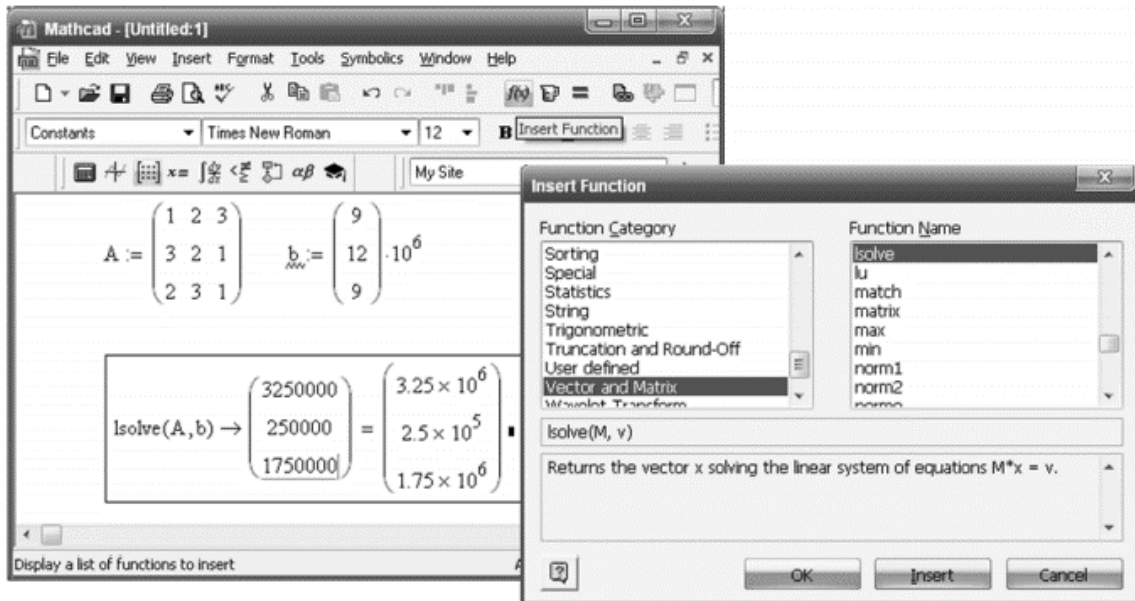 Mathcad - [Untitled:1]
File Edit View Insert Format Tools Symbolics Window Help
Constants Times New Roman 12 B Insert Function
x= αβ My Site
A := ( 1 2 3 3 2 1 2 3 1 ) b := ( 9 12 9 ) ·10^6
lsolve(A,b) → ( 3250000 250000 1750000 ) = ( 3.25 × 10^6 2.5 × 10^5 1.75 × 10^6 )
Display a list of functions to insert
Insert Function
Function Category
Sorting
Special
Statistics
String
Trigonometric
Truncation and Round-Off
User defined
Vector and Matrix
Wavelet Transform
Function Name
lsolve
lu
match
matrix
max
min
norm1
norm2
lsolve(M, v)
Returns the vector x solving the linear system of equations M*x = v.
OK Insert Cancel